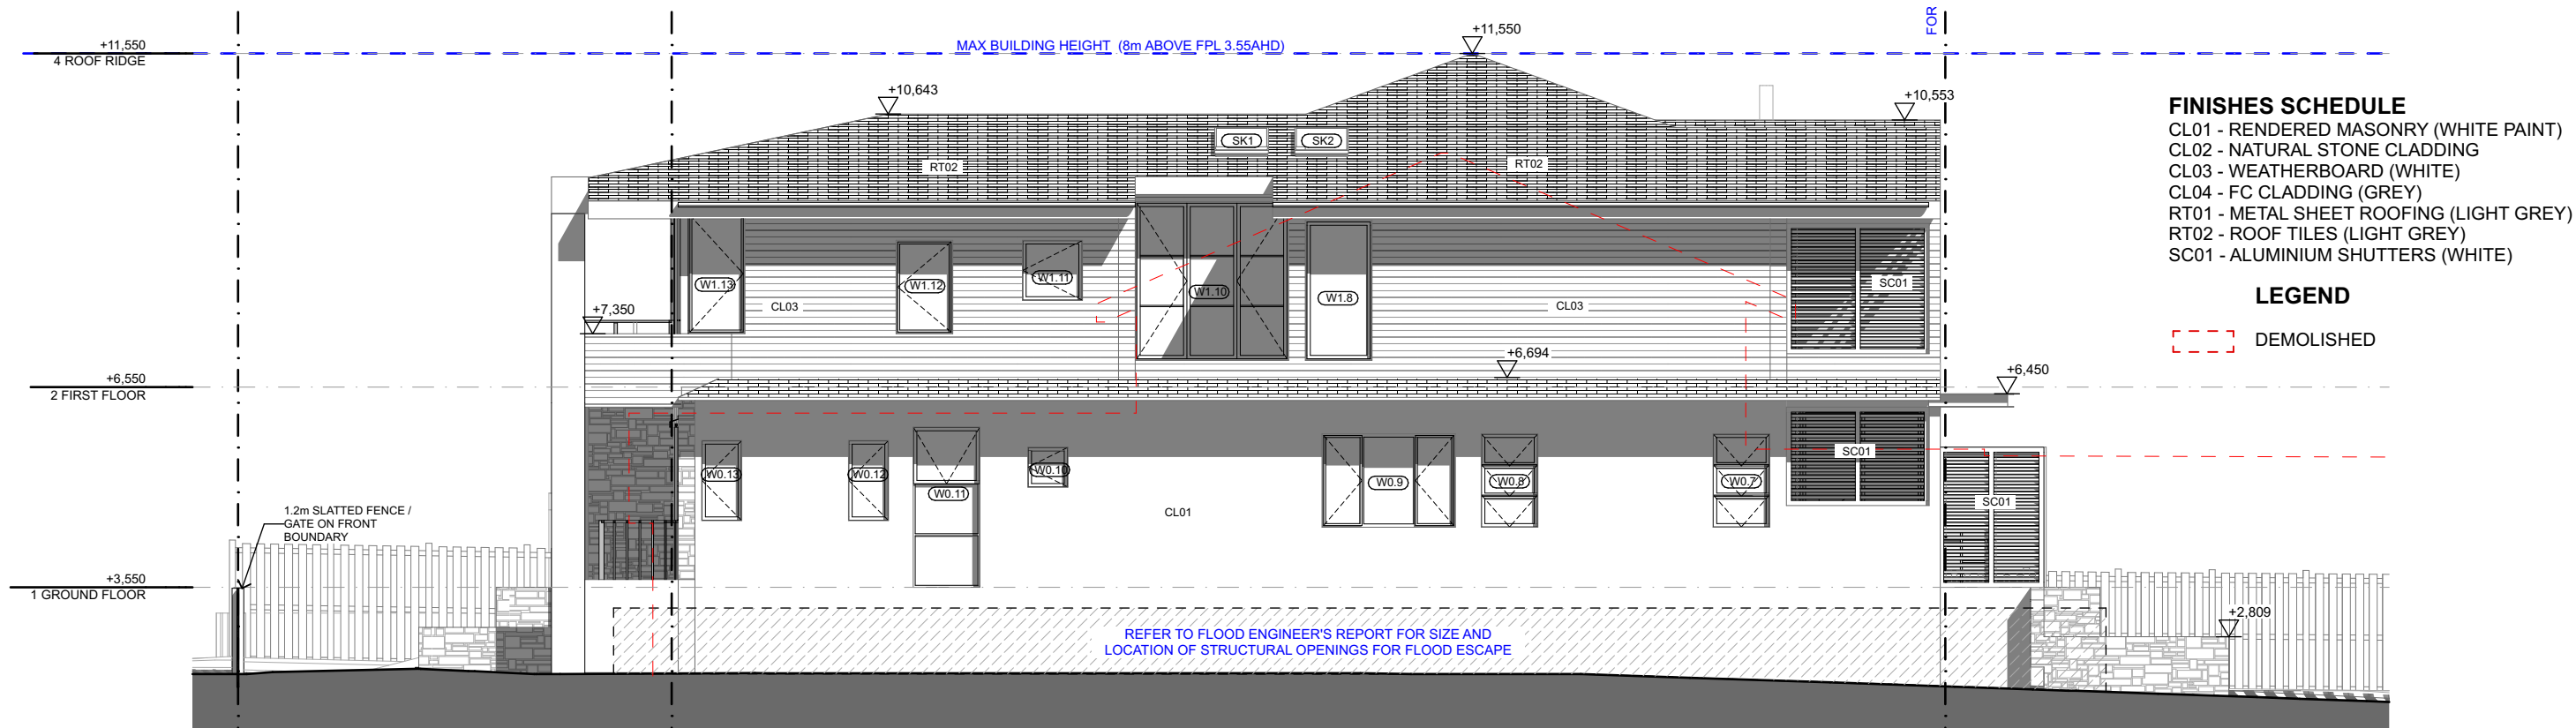 FOR
+11,550
4 ROOF RIDGE
MAX BUILDING HEIGHT (8m ABOVE FPL 3.55AHD)
+11,550
+10,643
+10,553
SK1
SK2
RT02
RT02
W1.13
W1.12
W1.11
W1.10
W1.8
SC01
CL03
CL03
+7,350
+6,694
+6,550
2 FIRST FLOOR
+6,450
W0.13
W0.12
W0.11
W0.10
W0.9
W0.8
W0.7
SC01
SC01
CL01
1.2m SLATTED FENCE /
GATE ON FRONT
BOUNDARY
+3,550
1 GROUND FLOOR
+2,809
REFER TO FLOOD ENGINEER'S REPORT FOR SIZE AND
LOCATION OF STRUCTURAL OPENINGS FOR FLOOD ESCAPE
FINISHES SCHEDULE
CL01 - RENDERED MASONRY (WHITE PAINT)
CL02 - NATURAL STONE CLADDING
CL03 - WEATHERBOARD (WHITE)
CL04 - FC CLADDING (GREY)
RT01 - METAL SHEET ROOFING (LIGHT GREY)
RT02 - ROOF TILES (LIGHT GREY)
SC01 - ALUMINIUM SHUTTERS (WHITE)
LEGEND
DEMOLISHED